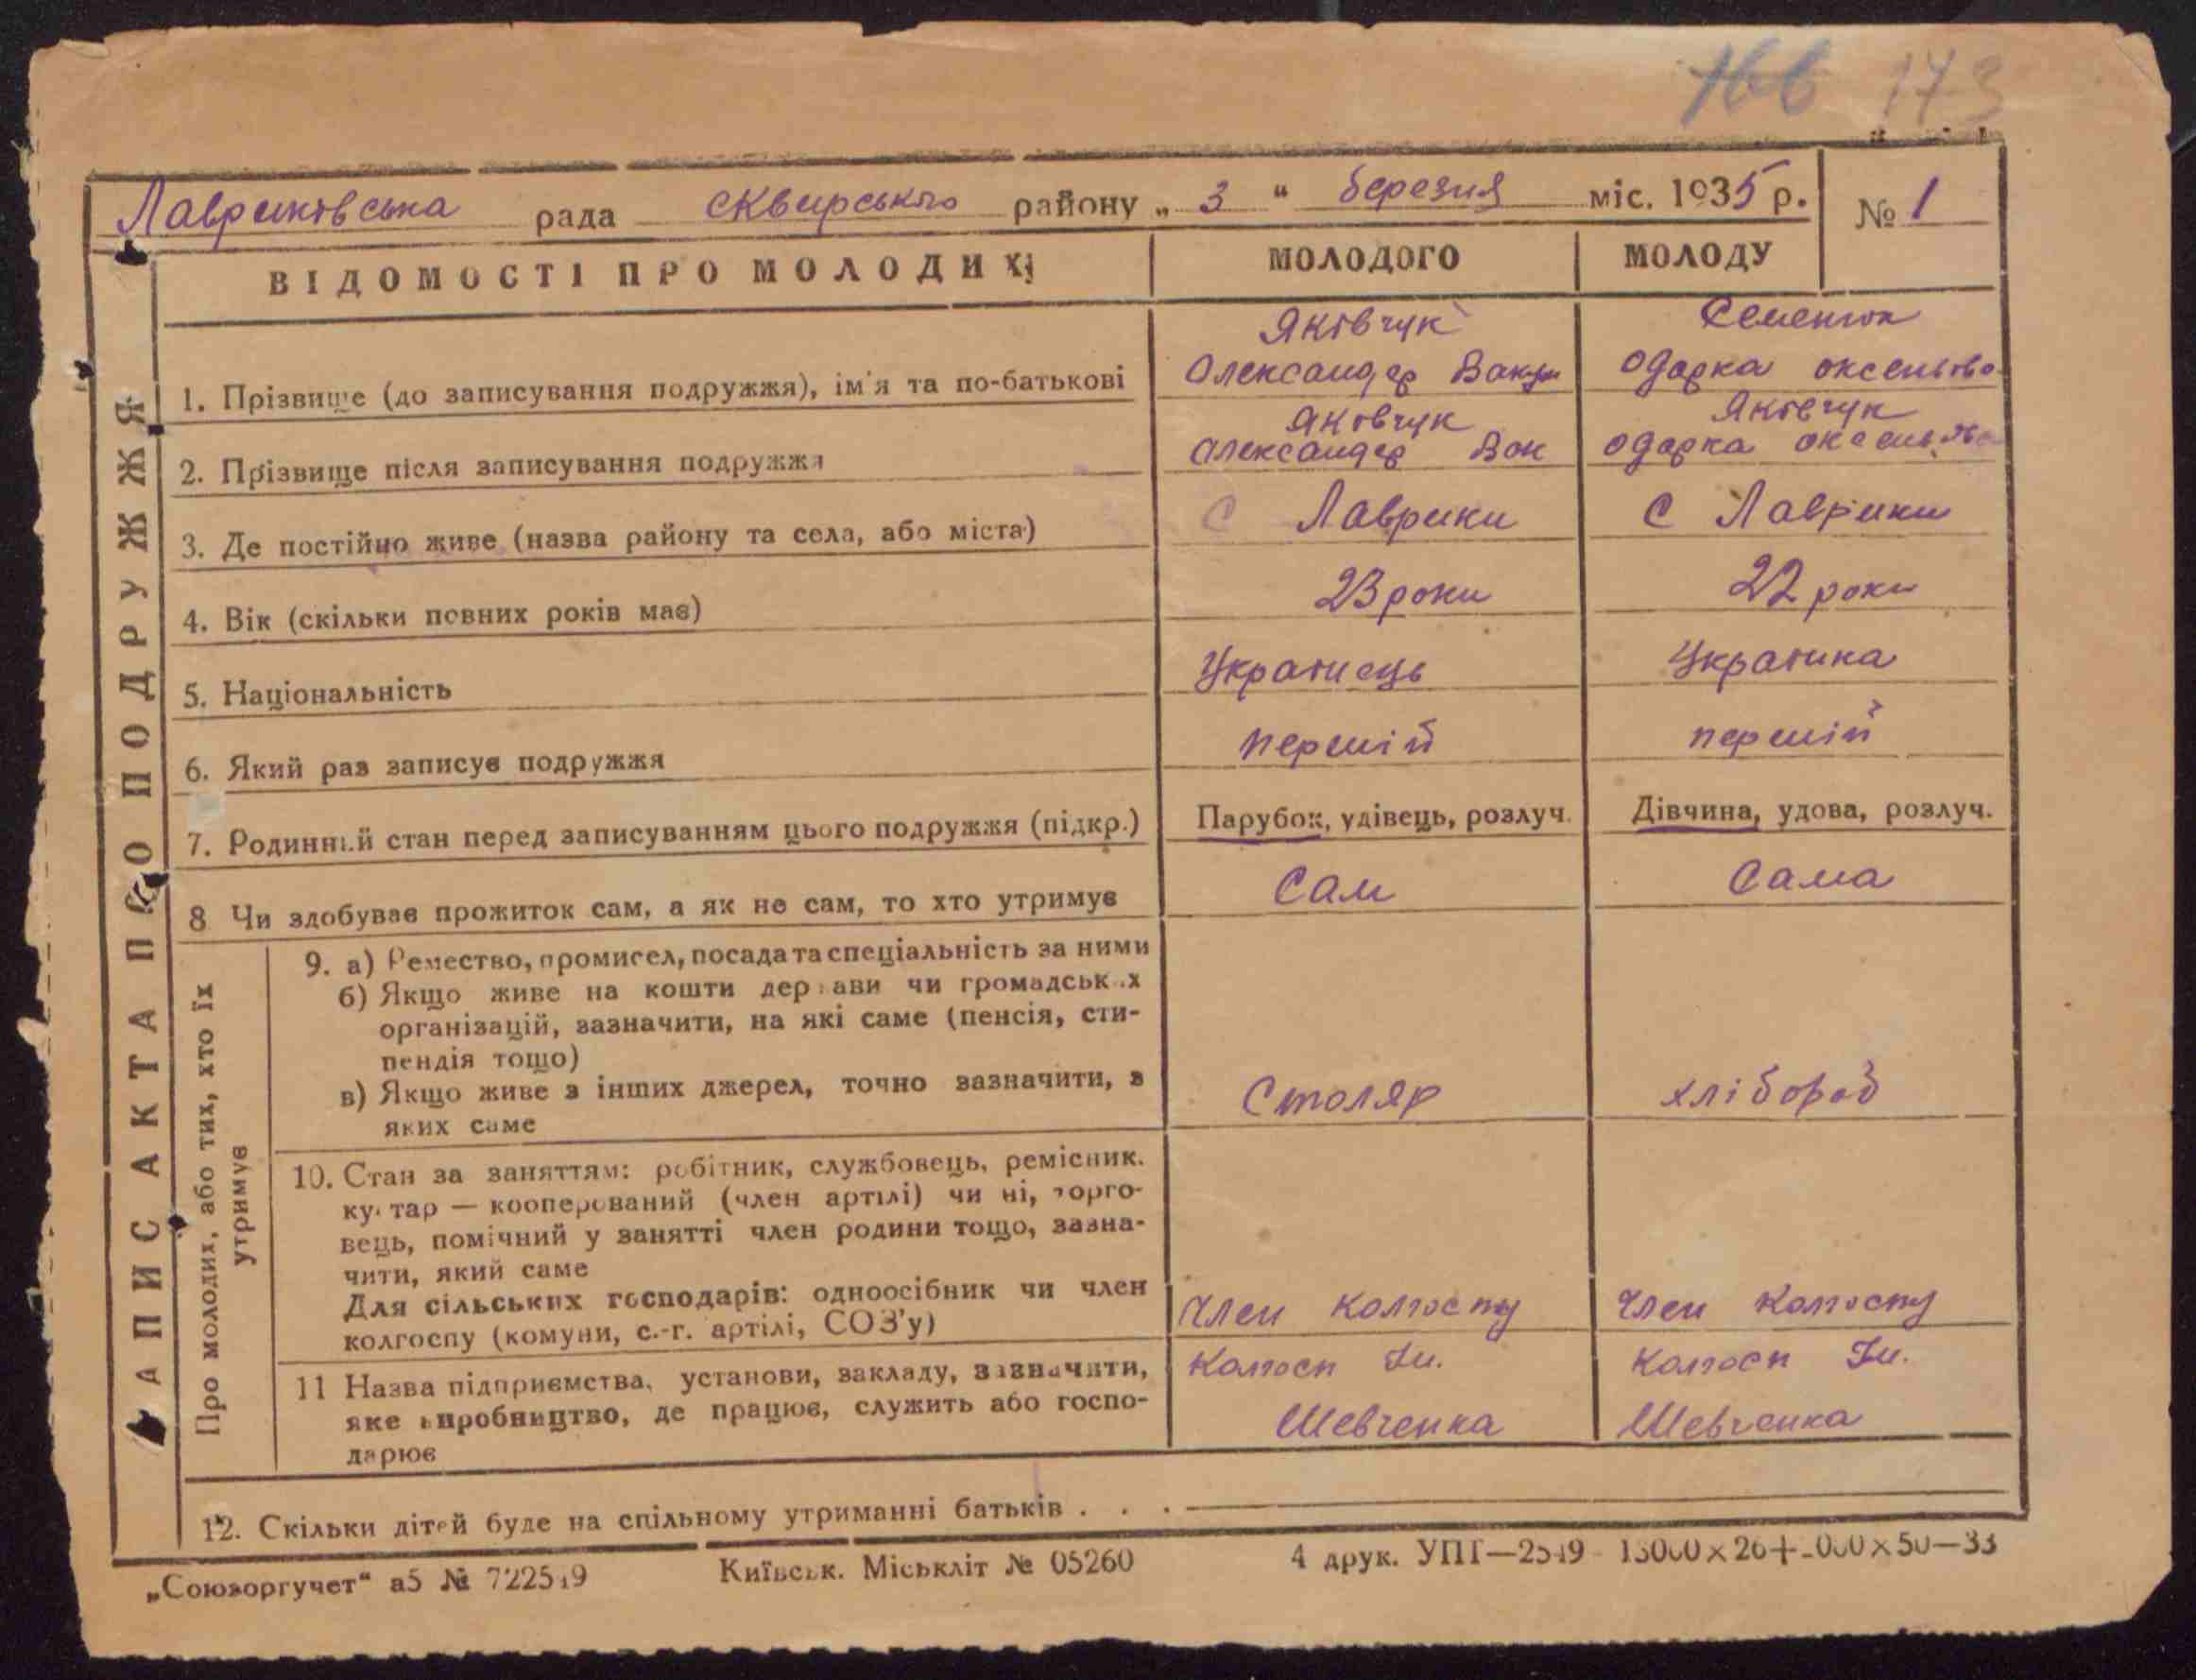 166 173
Лавриківська рада Сквирського району „ 3 “ березня міс. 1935 р. № 1
ВІДОМОСТІ ПРО МОЛОДИХ МОЛОДОГО МОЛОДУ
Яківчук Семенюк
1. Прізвище (до записування подружжя), ім'я та по-батькові Олександер Вакум Одарка оксентьева
Яківчук Яківчук
2. Прізвище після записування подружжя Олександер Вак одарка
3. Де постійно живе (назва району та села, або міста) С Лаврики С Лаврики
4. Вік (скільки повних років має) 23 роки 22 роки
5. Національність Українець Українка
6. Який раз записує подружжя перший перший
7. Родинний стан перед записуванням цього подружжя (підкр.) Парубок, удівець, розлуч. Дівчина, удова, розлуч.
8 Чи здобуває прожиток сам, а як не сам, то хто утримує Сам Сама
9. а) Ремество, промисел, посада та спеціальність за ними
б) Якщо живе на кошти держави чи громадських
організацій, зазначити, на які саме (пенсія, сти-
пендія тощо)
в) Якщо живе з інших джерел, точно зазначити, з
яких саме Столяр хлібороб
10. Стан за заняттям: робітник, службовець, ремісник.
кустар — кооперований (член артілі) чи ні, торго-
вець, помічний у занятті член родини тощо, зазна-
чити, який саме
Для сільських господарів: одноосібник чи член
колгоспу (комуни, с.-г. артілі, СОЗ'у) Член колгоспу Член колгоспу
11 Назва підприємства, установи, закладу, зазначити, Колгосп Ім. Колгосп Ім.
яке виробництво, де працює, служить або госпо- Шевченка Шевченка
дарює
12. Скільки дітей буде на спільному утриманні батьків . . .
„Союзоргучет“ а5 № 722519 Київськ. Міськліт № 05260 4 друк. УПП—2549
ЗАПИС АКТА ПРО ПОДРУЖЖЯ
Про молодих, або тих, хто їх
утримує